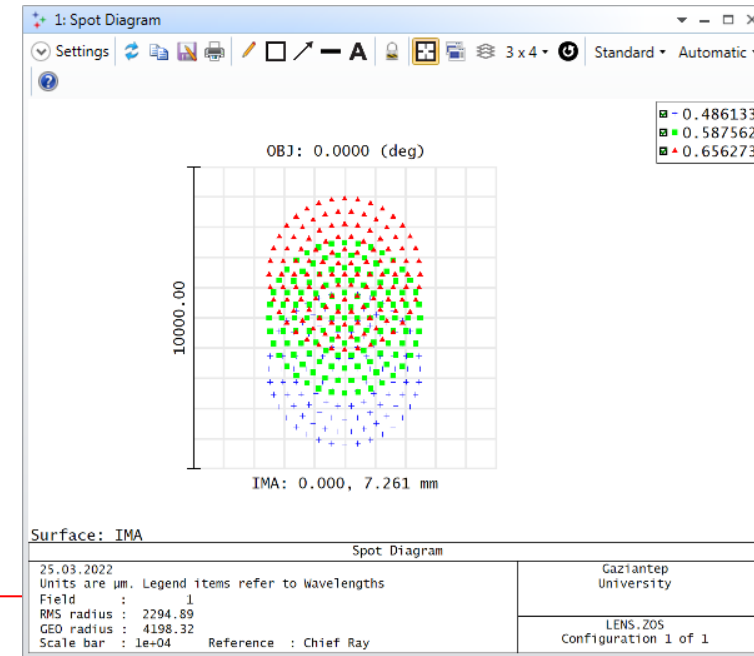 1: Spot Diagram
Settings
3 x 4
Standard
Automatic
- 0.486133
0.587562
0.656273
OBJ: 0.0000 (deg)
10000.00
IMA: 0.000, 7.261 mm
Surface: IMA
Spot Diagram
25.03.2022
Units are µm. Legend items refer to Wavelengths
Field : 1
RMS radius : 2294.89
GEO radius : 4198.32
Scale bar : 1e+04 Reference : Chief Ray
Gaziantep
University
LENS.ZOS
Configuration 1 of 1